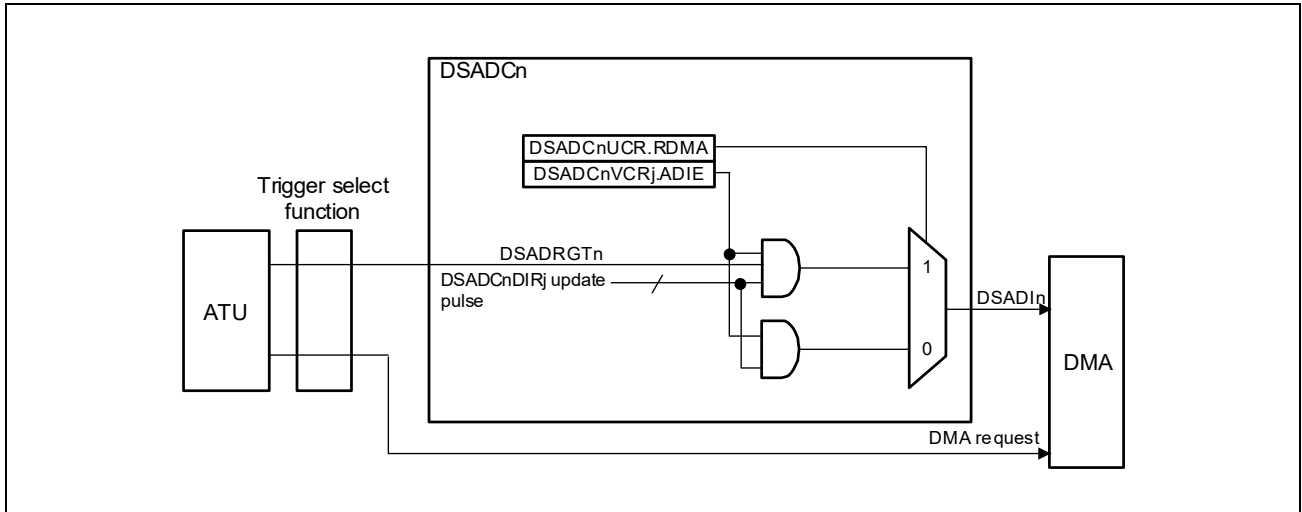 DSADCn
DSADCnUCR.RDMA
DSADCnVCRj.ADIE
Trigger select
function
DSADRGTn
DSADCnDIRj update
pulse
ATU
1
0
DSADIn
DMA
DMA request